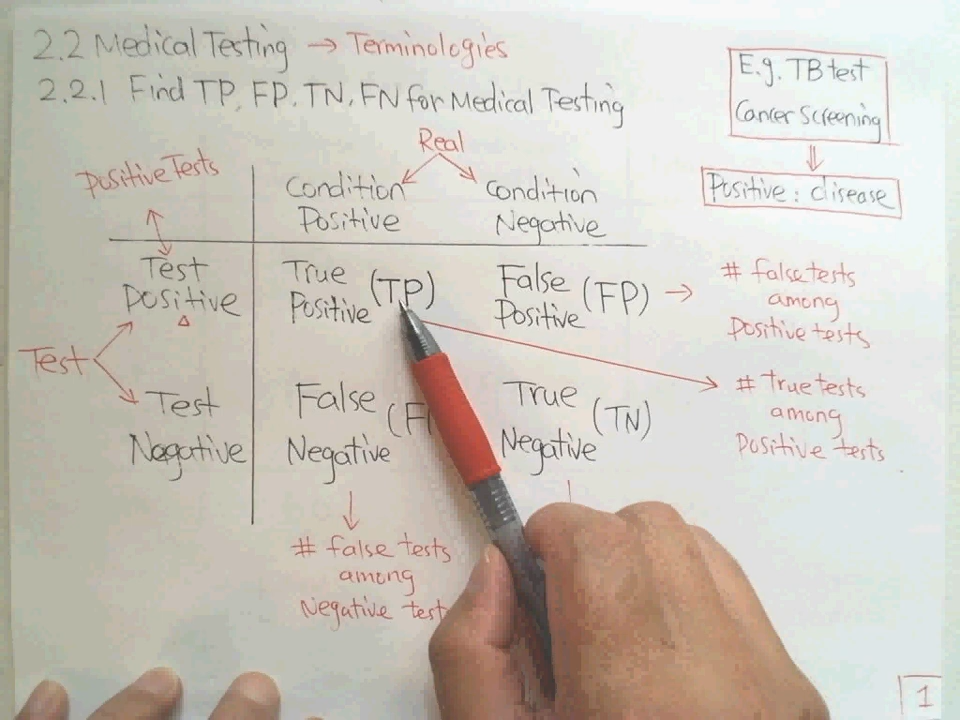 2.2 Medical Testing → Terminologies
2.2.1 Find TP, FP, TN, FN for Medical Testing
E.g. TB test
Cancer Screening
Positive : disease
Real
Positive Tests
Condition
Positive
Condition
Negative
Test
Positive
True
Positive (TP)
False
Positive (FP) →
# false tests
among
Positive tests
Test
# true tests
among
Positive tests
Test
Negative
False
Negative
True
Negative (TN)
# false tests
among
Negative test
1